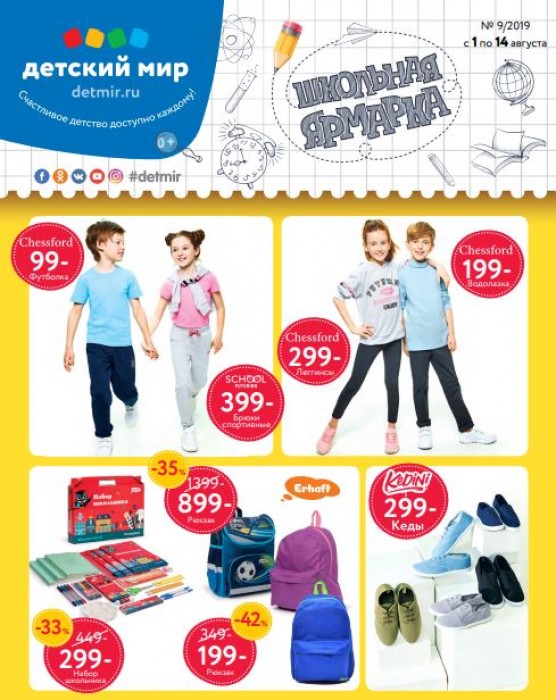 детский мир
detmir.ru
Счастливое детство доступно каждому!
0+
#detmir
ШКОЛЬНАЯ
ЯРМАРКА
№ 9/2019
с 1 по 14 августа
Chessford
99-
Футболка
SCHOOL
399-
Брюки
спортивные
Chessford
199-
Водолазка
Chessford
299-
Леггинсы
-35%
1399-
899-
Рюкзак
Erhaft
Набор
школьника
-33%
449-
299-
Набор
школьника
-42%
349-
199-
Рюкзак
KEDINI
299-
Кеды